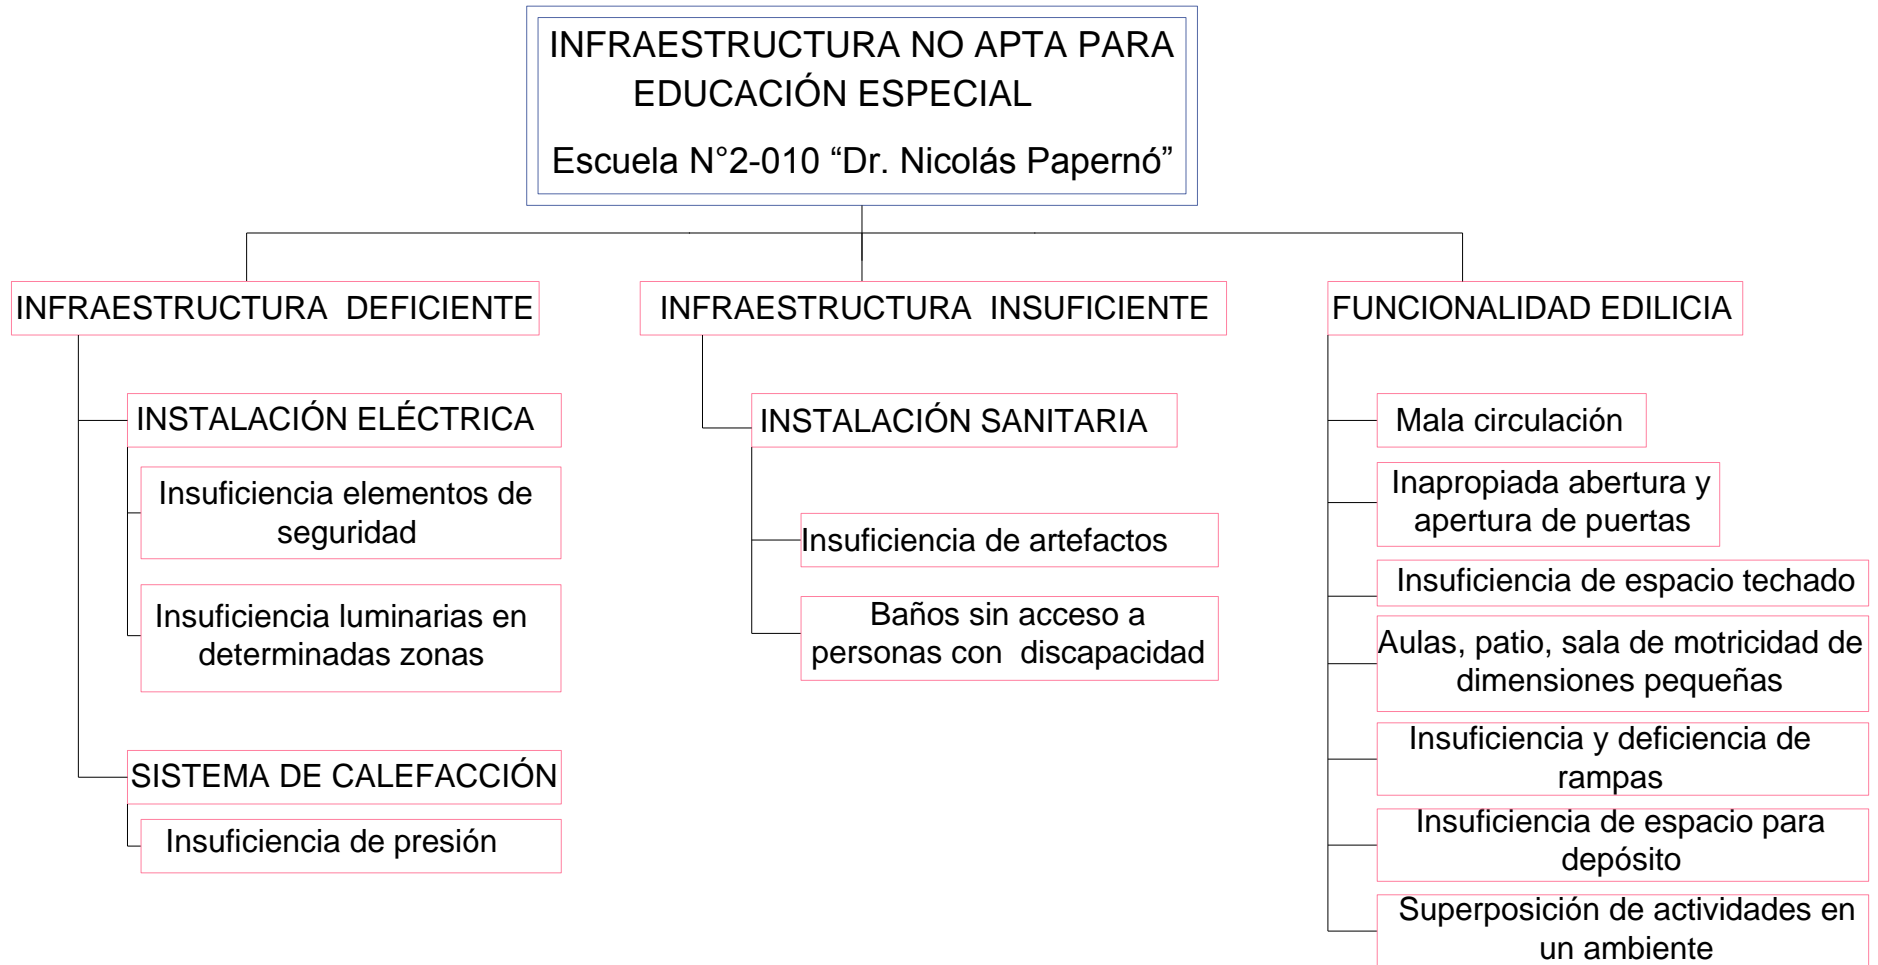 INFRAESTRUCTURA NO APTA PARA
EDUCACIÓN ESPECIAL
Escuela N°2-010 “Dr. Nicolás Papernó”
INFRAESTRUCTURA DEFICIENTE
INSTALACIÓN ELÉCTRICA
Insuficiencia elementos de
seguridad
Insuficiencia luminarias en
determinadas zonas
SISTEMA DE CALEFACCIÓN
Insuficiencia de presión
INFRAESTRUCTURA INSUFICIENTE
INSTALACIÓN SANITARIA
Insuficiencia de artefactos
Baños sin acceso a
personas con discapacidad
FUNCIONALIDAD EDILICIA
Mala circulación
Inapropiada abertura y
apertura de puertas
Insuficiencia de espacio techado
Aulas, patio, sala de motricidad de
dimensiones pequeñas
Insuficiencia y deficiencia de
rampas
Insuficiencia de espacio para
depósito
Superposición de actividades en
un ambiente